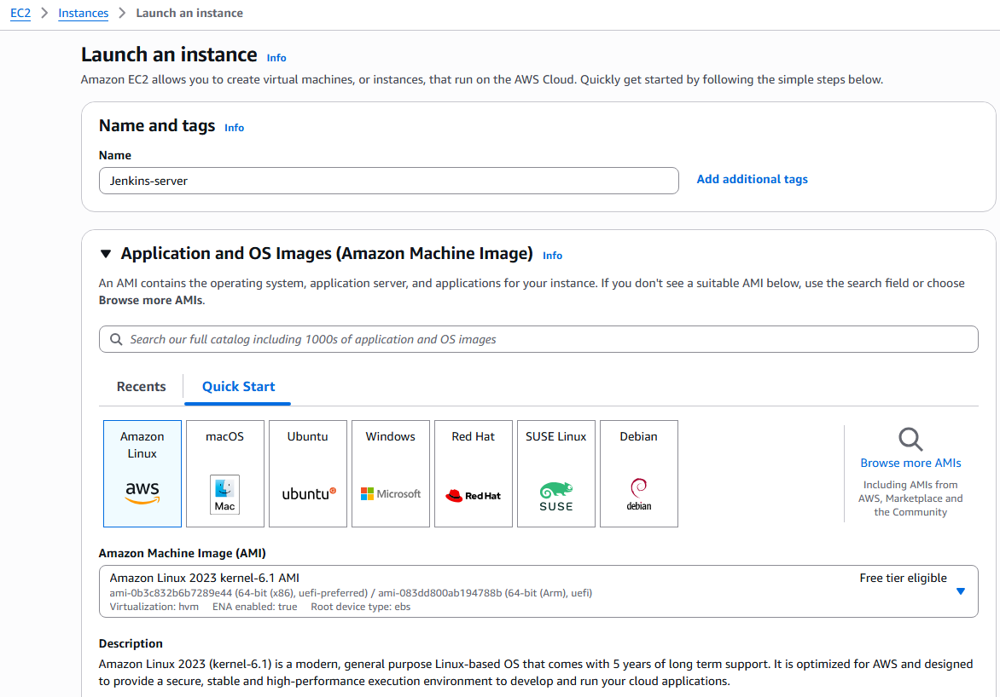 EC2 > Instances > Launch an instance
Launch an instance Info
Amazon EC2 allows you to create virtual machines, or instances, that run on the AWS Cloud. Quickly get started by following the simple steps below.
Name and tags Info
Name
Jenkins-server
Add additional tags
Application and OS Images (Amazon Machine Image) Info
An AMI contains the operating system, application server, and applications for your instance. If you don't see a suitable AMI below, use the search field or choose
Browse more AMIs.
Search our full catalog including 1000s of application and OS images
Recents
Quick Start
Amazon
Linux
aws
macOS
Mac
Ubuntu
ubuntu
Windows
Microsoft
Red Hat
Red Hat
SUSE Linux
SUSE
Debian
debian
Browse more AMIs
Including AMIs from
AWS, Marketplace and
the Community
Amazon Machine Image (AMI)
Amazon Linux 2023 kernel-6.1 AMI
Free tier eligible
ami-0b3c832b6b7289e44 (64-bit (x86), uefi-preferred) / ami-083dd800ab194788b (64-bit (Arm), uefi)
Virtualization: hvm ENA enabled: true Root device type: ebs
Description
Amazon Linux 2023 (kernel-6.1) is a modern, general purpose Linux-based OS that comes with 5 years of long term support. It is optimized for AWS and designed
to provide a secure, stable and high-performance execution environment to develop and run your cloud applications.